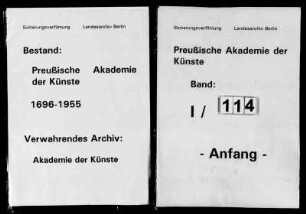 Sicherungsverfilmung Landesarchiv Berlin
Bestand:
Preußische Akademie
der Künste
1696-1955
Verwahrendes Archiv:
Akademie der Künste
Sicherungsverfilmung Landesarchiv Berlin
Preußische Akademie der
Künste
Band:
I / 114
- Anfang -